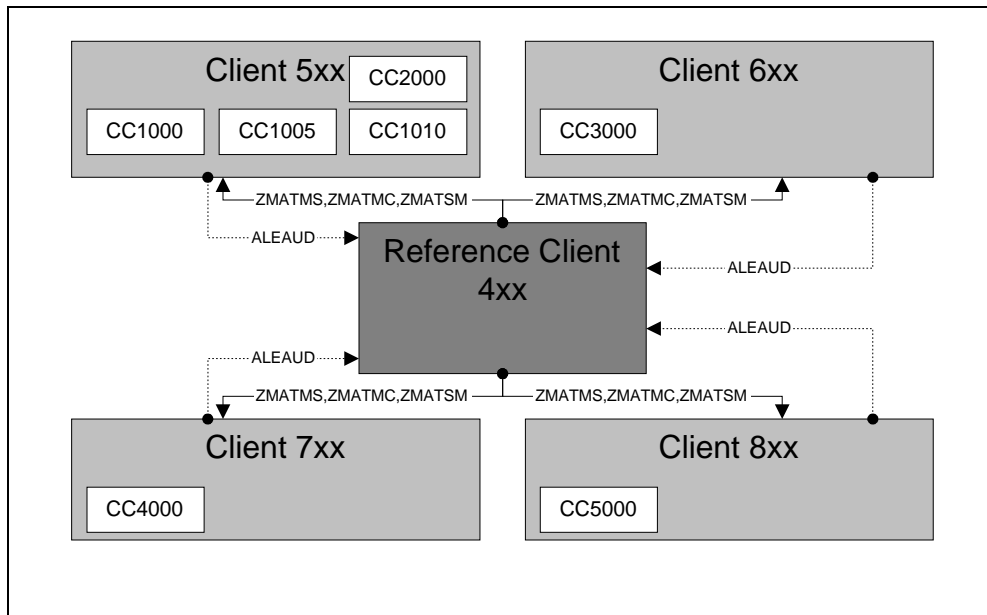 Client 5xx
CC2000
CC1000
CC1005
CC1010
Client 6xx
CC3000
ZMATMS,ZMATMC,ZMATSM
ZMATMS,ZMATMC,ZMATSM
ALEAUD
Reference Client
4xx
ALEAUD
ALEAUD
ALEAUD
ZMATMS,ZMATMC,ZMATSM
ZMATMS,ZMATMC,ZMATSM
Client 7xx
CC4000
Client 8xx
CC5000